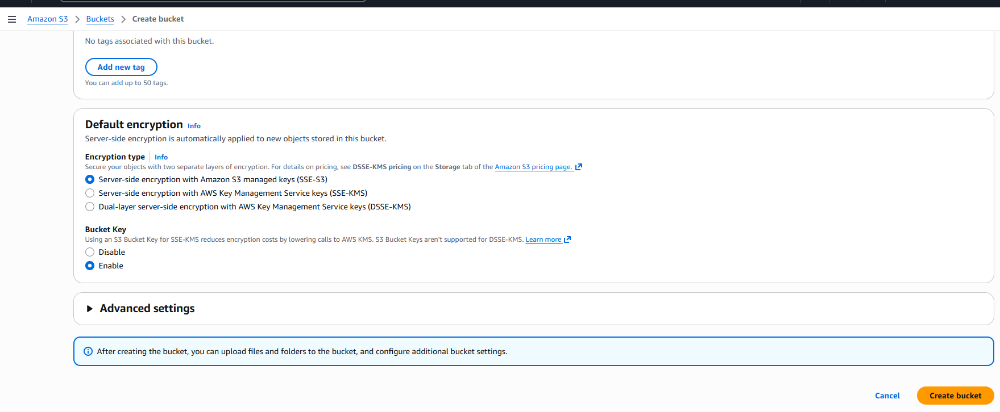 Amazon S3 > Buckets > Create bucket
No tags associated with this bucket.
Add new tag
You can add up to 50 tags.
Default encryption Info
Server-side encryption is automatically applied to new objects stored in this bucket.
Encryption type Info
Secure your objects with two separate layers of encryption. For details on pricing, see DSSE-KMS pricing on the Storage tab of the Amazon S3 pricing page.
Server-side encryption with Amazon S3 managed keys (SSE-S3)
Server-side encryption with AWS Key Management Service keys (SSE-KMS)
Dual-layer server-side encryption with AWS Key Management Service keys (DSSE-KMS)
Bucket Key
Using an S3 Bucket Key for SSE-KMS reduces encryption costs by lowering calls to AWS KMS. S3 Bucket Keys aren't supported for DSSE-KMS. Learn more
Disable
Enable
Advanced settings
After creating the bucket, you can upload files and folders to the bucket, and configure additional bucket settings.
Cancel Create bucket